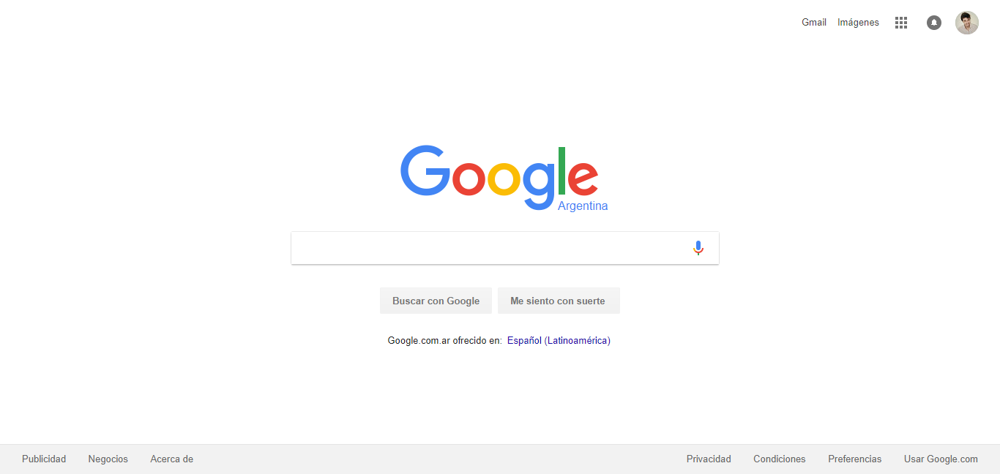 Gmail Imágenes
Google
Argentina
Buscar con Google Me siento con suerte
Google.com.ar ofrecido en: Español (Latinoamérica)
Publicidad Negocios Acerca de Privacidad Condiciones Preferencias Usar Google.com